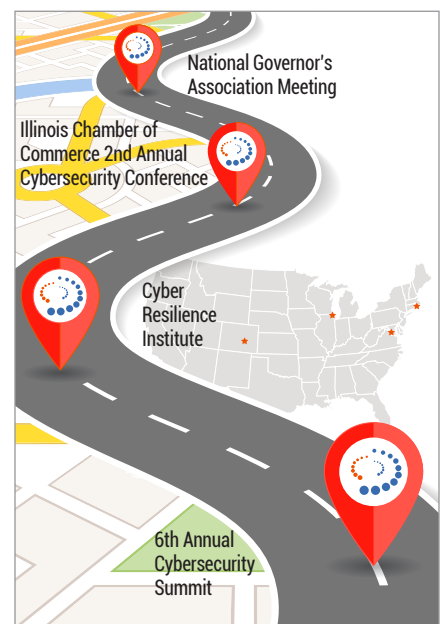 National Governor's
Association Meeting
Illinois Chamber of
Commerce 2nd Annual
Cybersecurity Conference
Cyber
Resilience
Institute
6th Annual
Cybersecurity
Summit